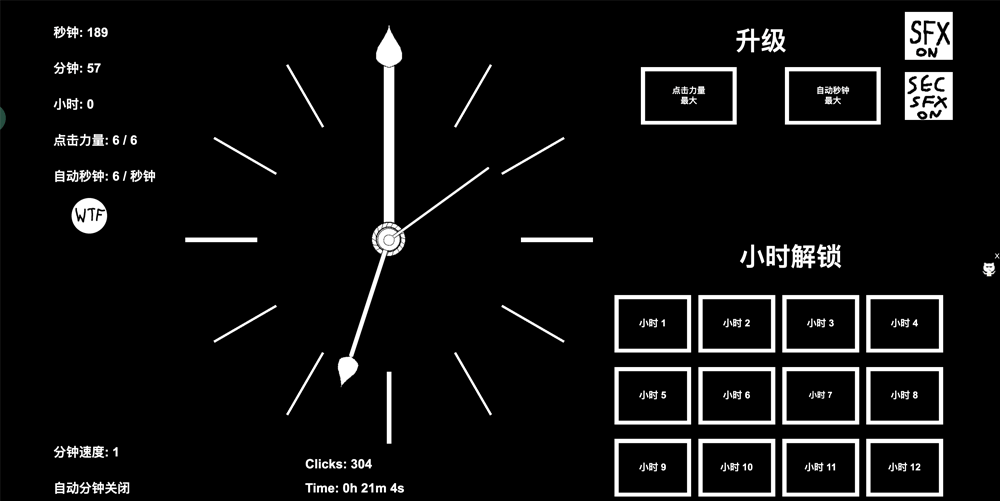 秒钟: 189
分钟: 57
小时: 0
点击力量: 6 / 6
自动秒钟: 6 / 秒钟
WTF
分钟速度: 1
自动分钟关闭
Clicks: 304
Time: 0h 21m 4s
升级
点击力量
最大
自动秒钟
最大
SFX
ON
SEC
SFX
ON
小时解锁
小时 1
小时 2
小时 3
小时 4
小时 5
小时 6
小时 7
小时 8
小时 9
小时 10
小时 11
小时 12
x